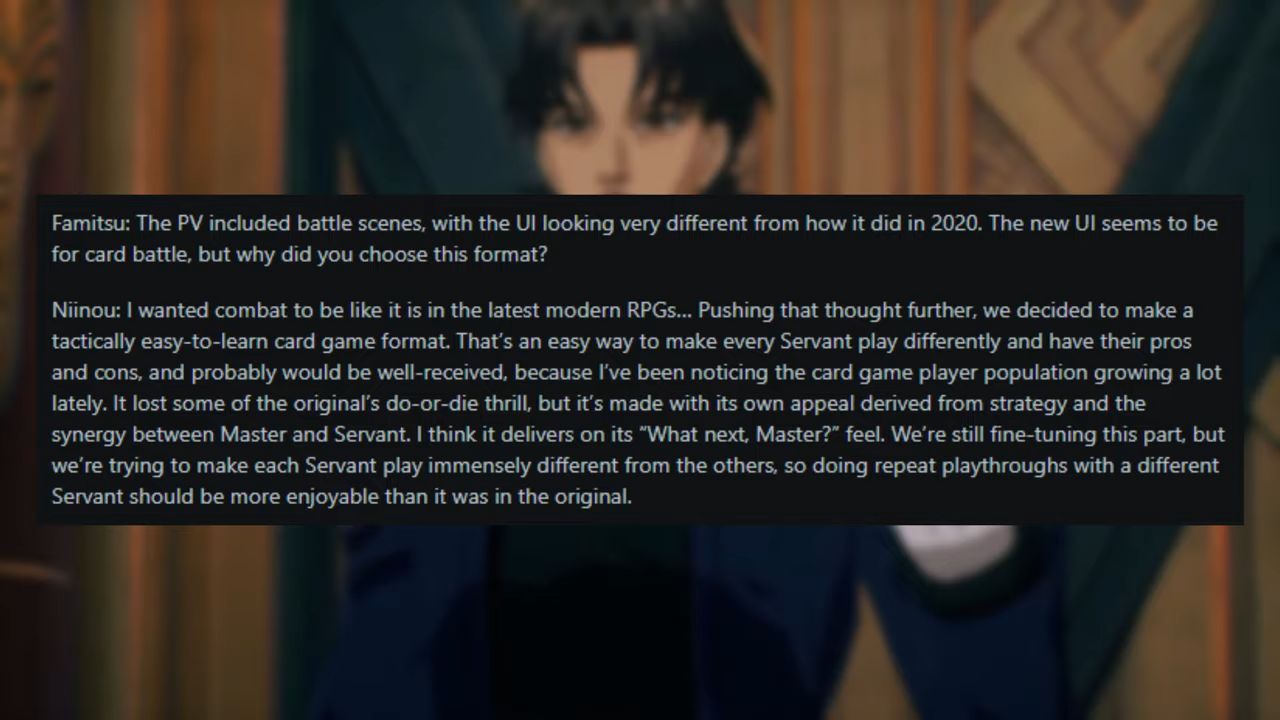 Famitsu: The PV included battle scenes, with the UI looking very different from how it did in 2020. The new UI seems to be
for card battle, but why did you choose this format?
Niinou: I wanted combat to be like it is in the latest modern RPGs... Pushing that thought further, we decided to make a
tactically easy-to-learn card game format. That's an easy way to make every Servant play differently and have their pros
and cons, and probably would be well-received, because I've been noticing the card game player population growing a lot
lately. It lost some of the original's do-or-die thrill, but it's made with its own appeal derived from strategy and the
synergy between Master and Servant. I think it delivers on its “What next, Master?” feel. We're still fine-tuning this part, but
we're trying to make each Servant play immensely different from the others, so doing repeat playthroughs with a different
Servant should be more enjoyable than it was in the original.